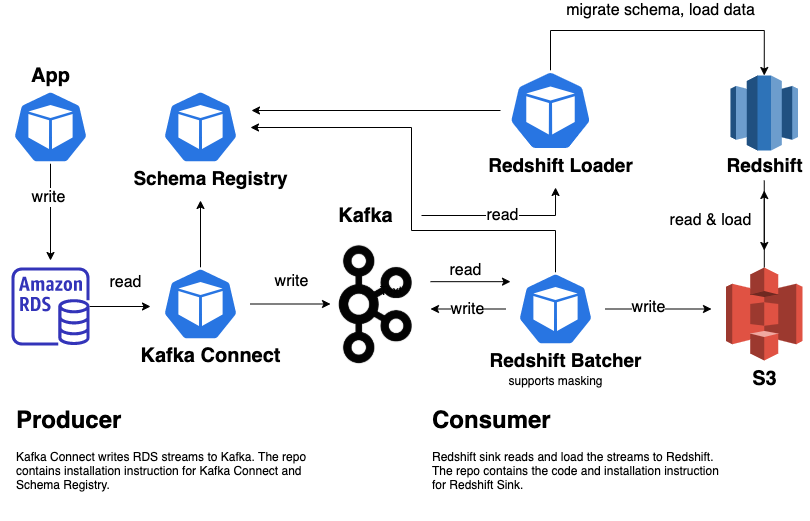 migrate schema, load data
App
Schema Registry
Redshift Loader
Redshift
write
Kafka
read
read & load
Amazon
RDS
read
write
read
write
write
Kafka Connect
Redshift Batcher
supports masking
S3
Producer
Kafka Connect writes RDS streams to Kafka. The repo
contains installation instruction for Kafka Connect and
Schema Registry.
Consumer
Redshift sink reads and load the streams to Redshift.
The repo contains the code and installation instruction
for Redshift Sink.